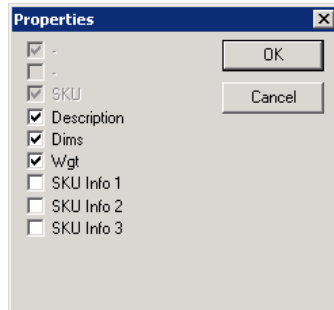 Properties
-
-
SKU
Description
Dims
Wgt
SKU Info 1
SKU Info 2
SKU Info 3
OK
Cancel